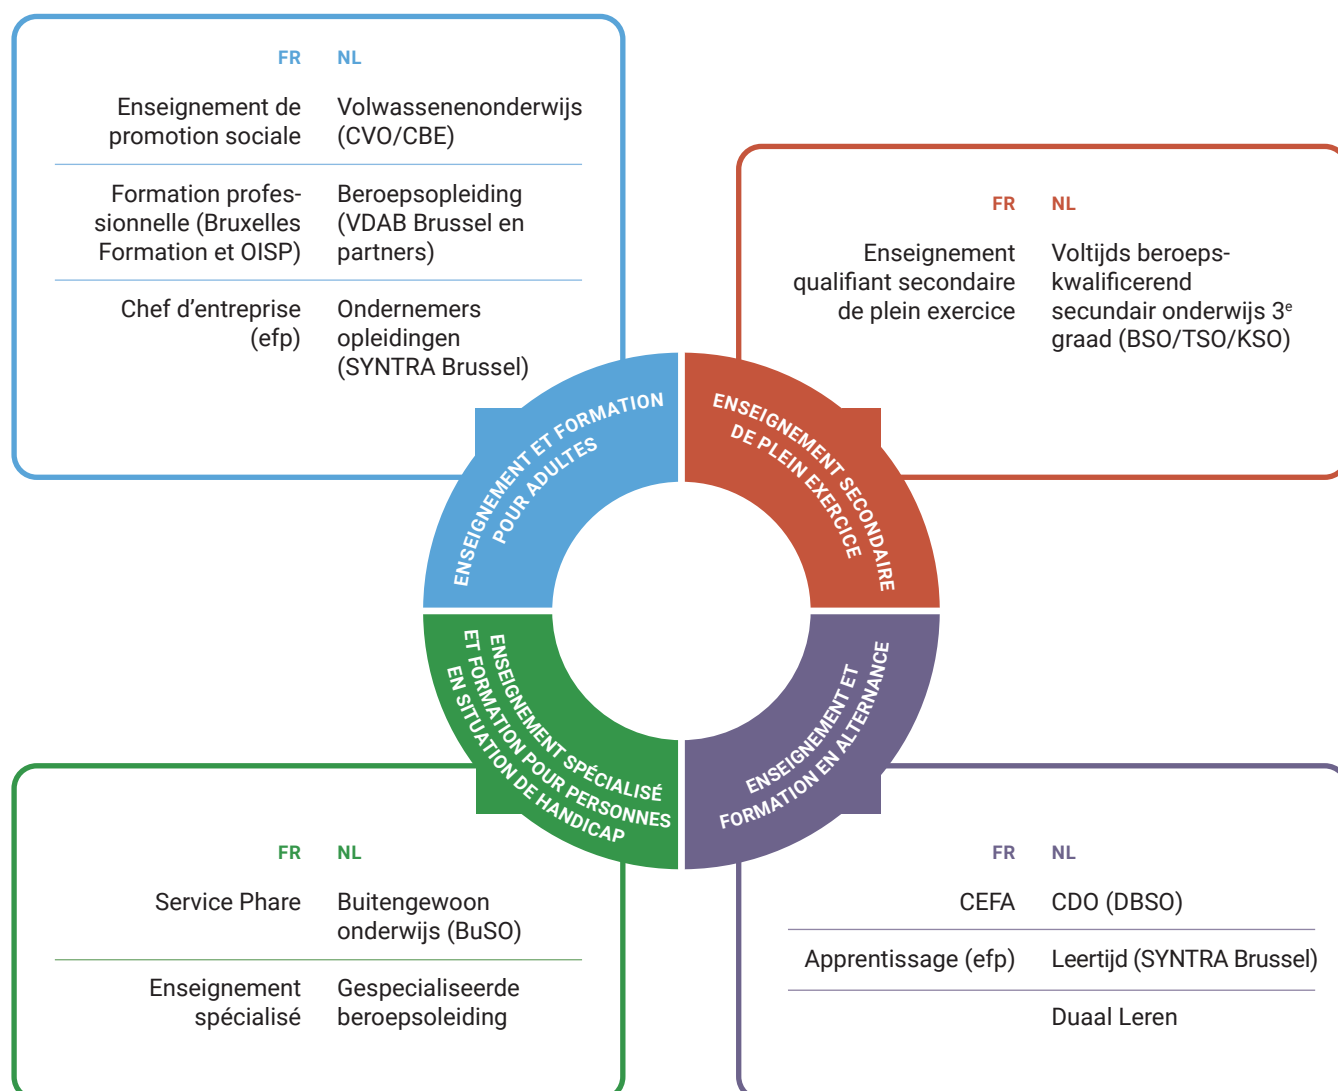 FR NL
Enseignement de
promotion sociale
Volwassenenonderwijs
(CVO/CBE)
Formation profes-
sionnelle (Bruxelles
Formation et OISP)
Beroepsopleiding
(VDAB Brussel en
partners)
Chef d’entreprise
(efp)
Ondernemers
opleidingen
(SYNTRA Brussel)
FR NL
Enseignement
qualifiant secondaire
de plein exercice
Voltijds beroeps-
kwalificerend
secundair onderwijs 3e
graad (BSO/TSO/KSO)
ENSEIGNEMENT ET FORMATION
POUR ADULTES
ENSEIGNEMENT SECONDAIRE
DE PLEIN EXERCICE
ENSEIGNEMENT SPÉCIALISÉ
ET FORMATION POUR PERSONNES
EN SITUATION DE HANDICAP
ENSEIGNEMENT ET
FORMATION EN ALTERNANCE
FR NL
Service Phare
Buitengewoon
onderwijs (BuSO)
Enseignement
spécialisé
Gespecialiseerde
beroepsoleiding
FR NL
CEFA
CDO (DBSO)
Apprentissage (efp)
Leertijd (SYNTRA Brussel)
Duaal Leren